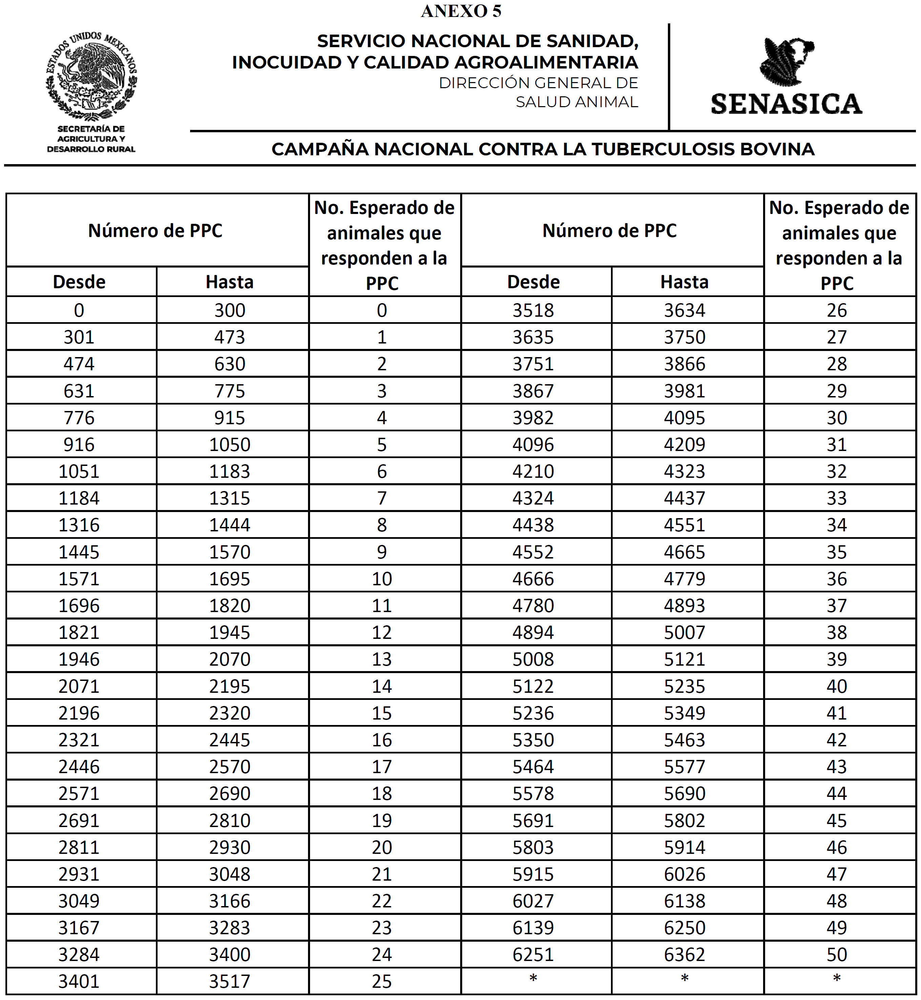 ANEXO 5
ESTADOS UNIDOS MEXICANOS
SECRETARÍA DE
AGRICULTURA Y
DESARROLLO RURAL
SERVICIO NACIONAL DE SANIDAD,
INOCUIDAD Y CALIDAD AGROALIMENTARIA
DIRECCIÓN GENERAL DE
SALUD ANIMAL
SENASICA
CAMPAÑA NACIONAL CONTRA LA TUBERCULOSIS BOVINA
Número de PPC
No. Esperado de
animales que
responden a la
PPC
Número de PPC
No. Esperado de
animales que
responden a la
PPC
Desde Hasta Desde Hasta
0 300 0 3518 3634 26
301 473 1 3635 3750 27
474 630 2 3751 3866 28
631 775 3 3867 3981 29
776 915 4 3982 4095 30
916 1050 5 4096 4209 31
1051 1183 6 4210 4323 32
1184 1315 7 4324 4437 33
1316 1444 8 4438 4551 34
1445 1570 9 4552 4665 35
1571 1695 10 4666 4779 36
1696 1820 11 4780 4893 37
1821 1945 12 4894 5007 38
1946 2070 13 5008 5121 39
2071 2195 14 5122 5235 40
2196 2320 15 5236 5349 41
2321 2445 16 5350 5463 42
2446 2570 17 5464 5577 43
2571 2690 18 5578 5690 44
2691 2810 19 5691 5802 45
2811 2930 20 5803 5914 46
2931 3048 21 5915 6026 47
3049 3166 22 6027 6138 48
3167 3283 23 6139 6250 49
3284 3400 24 6251 6362 50
3401 3517 25 * * *